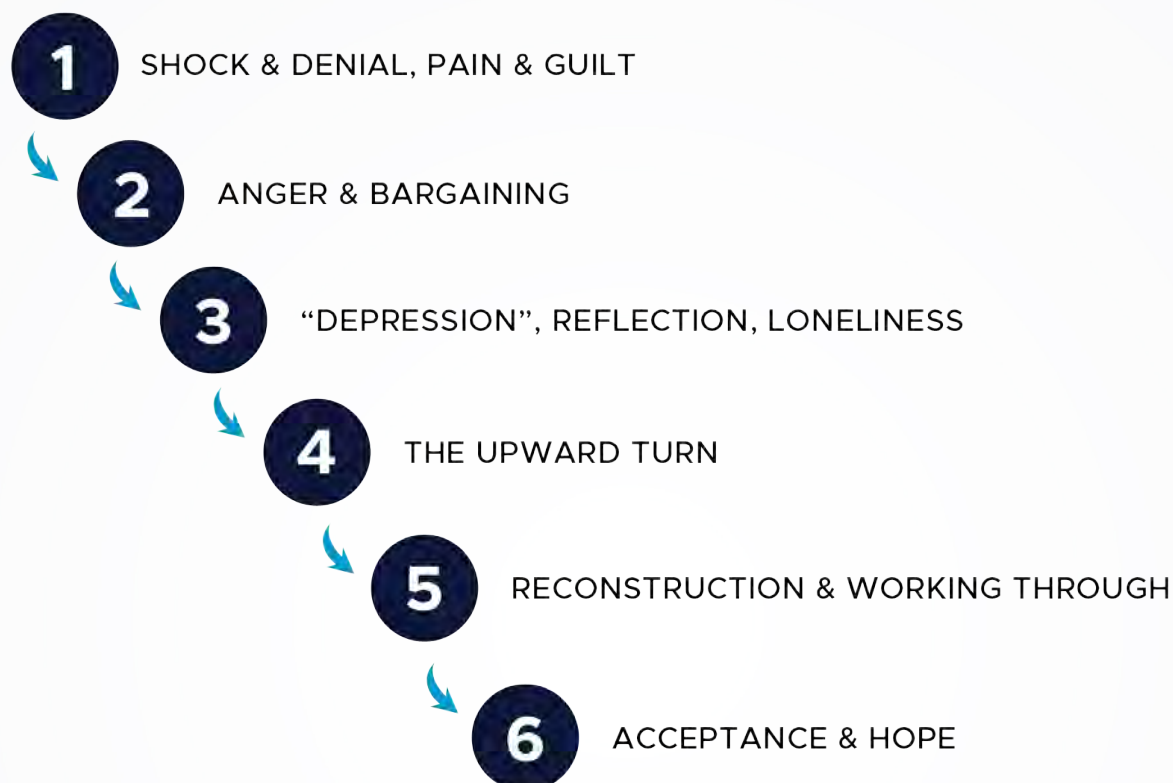 1 SHOCK & DENIAL, PAIN & GUILT
2 ANGER & BARGAINING
3 “DEPRESSION”, REFLECTION, LONELINESS
4 THE UPWARD TURN
5 RECONSTRUCTION & WORKING THROUGH
6 ACCEPTANCE & HOPE